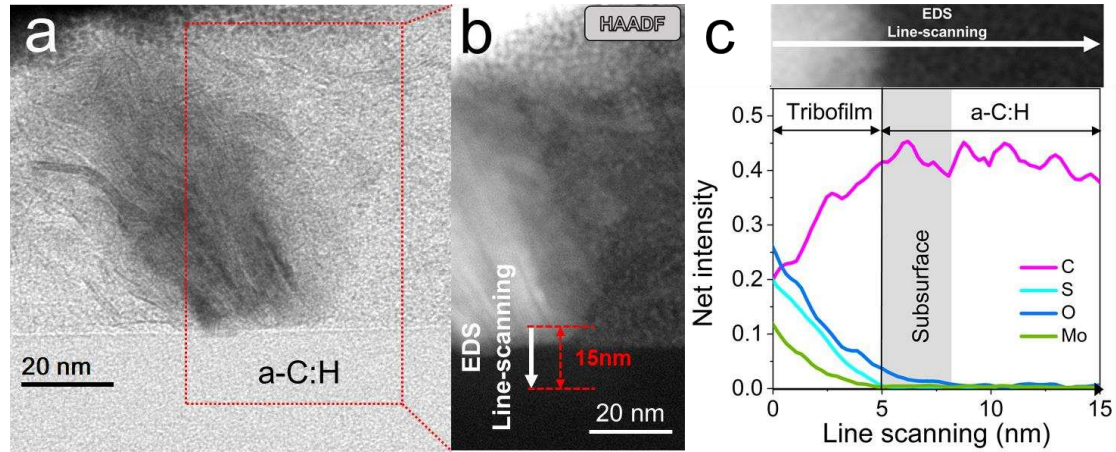 a
20 nm
a-C:H
b
HAADF
EDS
Line-scanning
15nm
20 nm
c
EDS
Line-scanning
Net intensity
0.5
0.4
0.3
0.2
0.1
0.0
Tribofilm
a-C:H
Subsurface
C
S
O
Mo
0
5
10
15
Line scanning (nm)